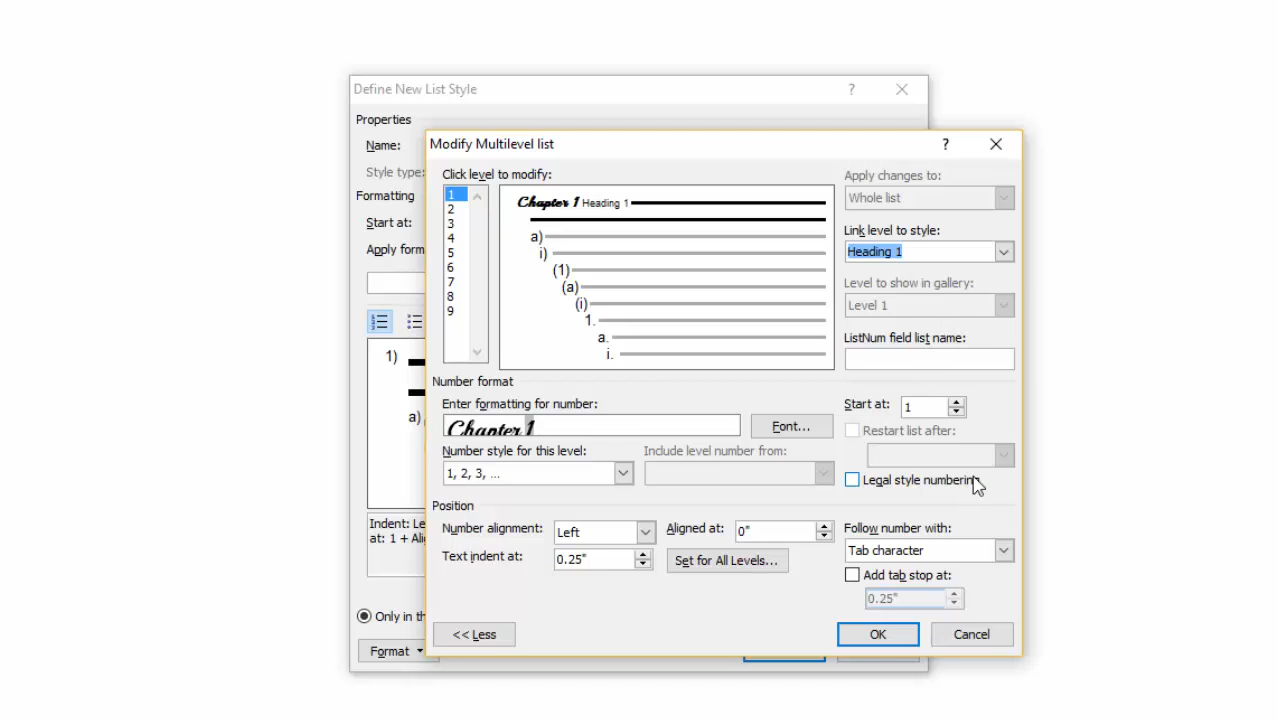 Define New List Style ?
Properties
Name:
Style type:
Formatting
Start at:
Apply form
1)
a)
Indent: Le
at: 1 + Ali
Only in th
Format
Modify Multilevel list ?
Click level to modify:
1
2
3
4
5
6
7
8
9
Chapter 1 Heading 1
a)
i)
(1)
(a)
(i)
1.
a.
i.
Apply changes to:
Whole list
Link level to style:
Heading 1
Level to show in gallery:
Level 1
ListNum field list name:
Number format
Enter formatting for number:
Chapter 1
Font...
Number style for this level:
1, 2, 3, ...
Include level number from:
Start at: 1
Restart list after:
Legal style numbering
Position
Number alignment: Left
Aligned at: 0"
Text indent at: 0.25"
Set for All Levels...
Follow number with:
Tab character
Add tab stop at:
0.25"
<< Less
OK
Cancel